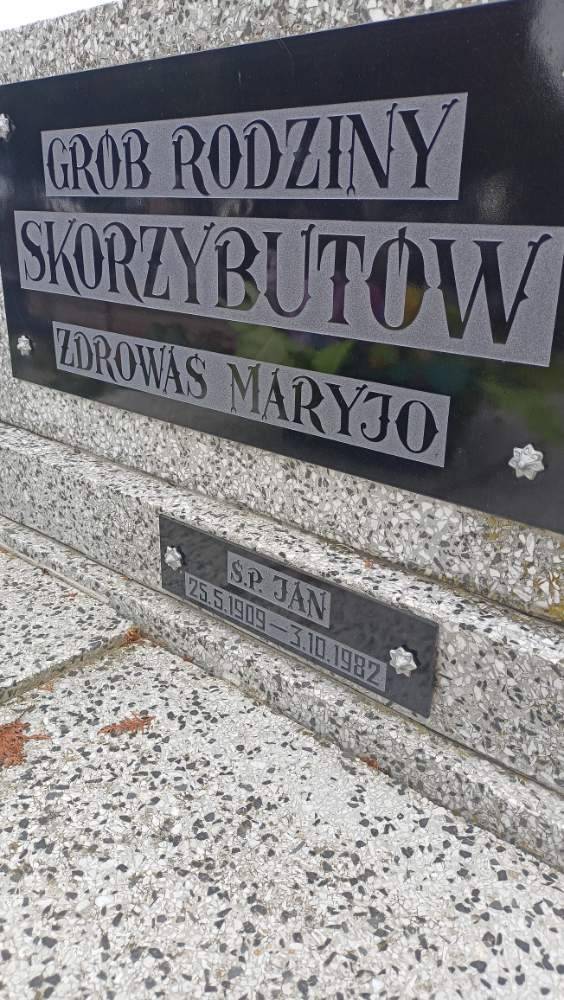 GRÓB RODZINY
SKORZYBUTÓW
ZDROWAŚ MARYJO
Ś.P. JAN
25.5.1909–3.10.1982